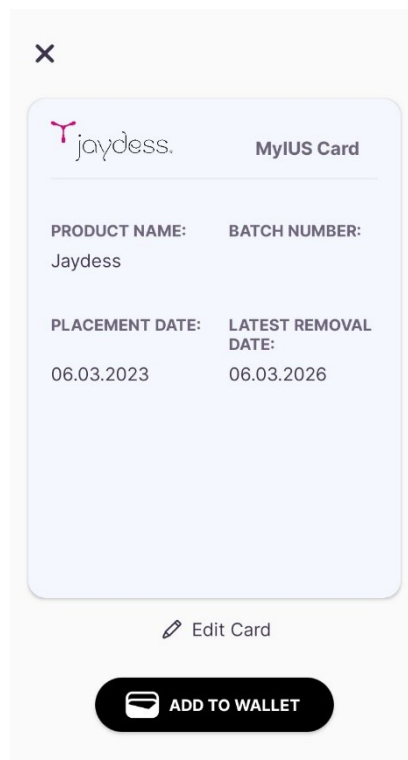 jaydess.
MyIUS Card
PRODUCT NAME:
Jaydess
BATCH NUMBER:
PLACEMENT DATE:
06.03.2023
LATEST REMOVAL
DATE:
06.03.2026
Edit Card
ADD TO WALLET